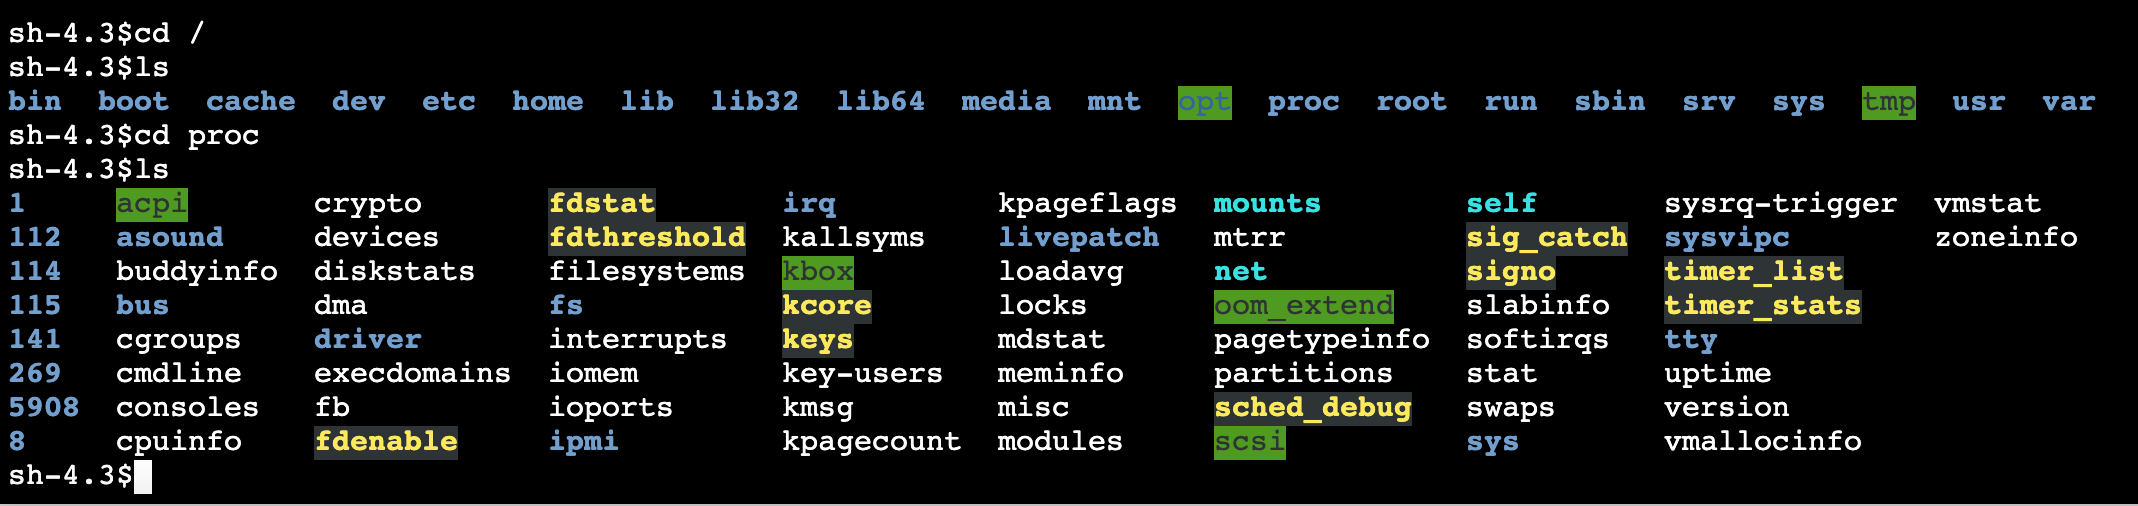 sh-4.3$cd /
sh-4.3$ls
bin boot cache dev etc home lib lib32 lib64 media mnt opt proc root run sbin srv sys tmp usr var
sh-4.3$cd proc
sh-4.3$ls
1 acpi crypto fdstat irq kpageflags mounts self sysrq-trigger vmstat
112 asound devices fdthreshold kallsyms livepatch mtrr sig_catch sysvipc zoneinfo
114 buddyinfo diskstats filesystems kbox loadavg net signo timer_list
115 bus dma fs kcore locks oom_extend slabinfo timer_stats
141 cgroups driver interrupts keys mdstat pagetypeinfo softirqs tty
269 cmdline execdomains iomem key-users meminfo partitions stat uptime
5908 consoles fb ioports kmsg misc sched_debug swaps version
8 cpuinfo fdenable ipmi kpagecount modules scsi sys vmallocinfo
sh-4.3$